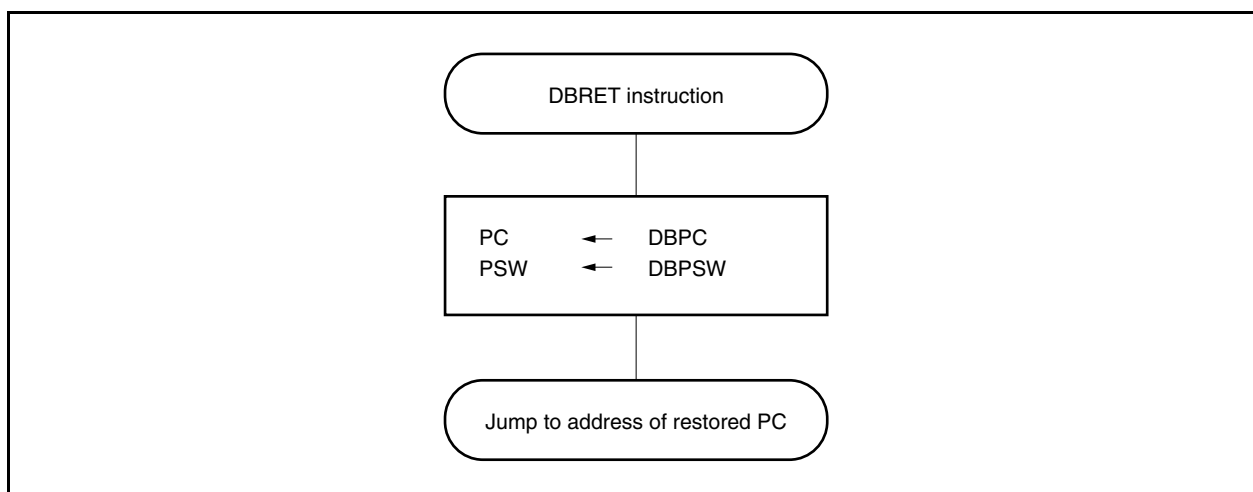 DBRET instruction
PC ← DBPC
PSW ← DBPSW
Jump to address of restored PC